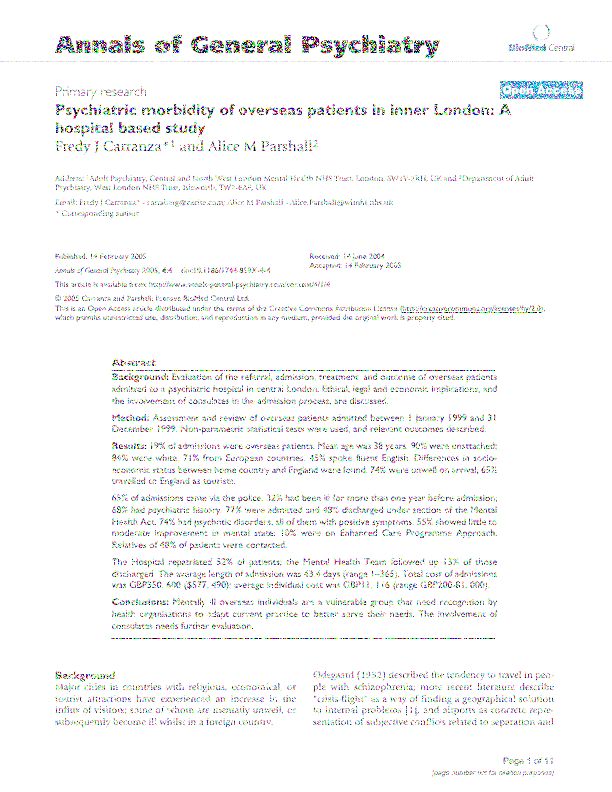 Annals of General Psychiatry
BioMed Central
Primary research
Open Access
Psychiatric morbidity of overseas patients in inner London: A
hospital based study
Fredy J Carranza*1 and Alice M Parshall2
Address: 1Adult Psychiatry, Central and North West London Mental Health NHS Trust, London, UK and 2Department of Adult
Psychiatry, West London NHS Trust, Isleworth, UK
Email: Fredy J Carranza* - Alice M Parshall -
* Corresponding author
Published: 14 February 2005
Received: 14 June 2004
Accepted: 14 February 2005
Annals of General Psychiatry 2005, 4:4
This article is available from:
© 2005 Carranza and Parshall; licensee BioMed Central Ltd.
This is an Open Access article distributed under the terms of the Creative Commons Attribution License (http://creativecommons.org/licenses/by/2.0),
which permits unrestricted use, distribution, and reproduction in any medium, provided the original work is properly cited.
Abstract
Background: Evaluation of the referral, admission, treatment, and outcome of overseas patients
admitted to a psychiatric hospital in central London. Ethical, legal and economic implications, and
the involvement of consulates in the admission process, are discussed.
Method: Assessment and review of overseas patients admitted between 1 January 1999 and 31
December 1999. Non-parametric statistical tests were used, and relevant outcomes described.
Results: 19% of admissions were overseas patients. Mean age was 38 years. 90% were unattached;
84% were white, 71% from European countries, 45% spoke fluent English. Differences in socio-
economic status between home country and England were found. 74% were unwell on arrival, 65%
travelled to England as tourists.
65% of admissions came via the police. 32% had been ill for more than one year before admission;
68% had psychiatric history. 77% were admitted and 48% discharged under section of the Mental
Health Act. 74% had psychotic disorders, all of them with positive symptoms. 55% showed little to
moderate improvement in mental state; 10% were on Enhanced Care Programme Approach.
Relatives of 48% of patients were contacted.
The Hospital repatriated 52% of patients; the Mental Health Team followed up 13% of those
discharged. The average length of admission was 43.4 days (range 1–365). Total cost of admissions
was GBP350, 600 ($577, 490); average individual cost was GBP11, 116 (range GBP200-81, 000).
Conclusions: Mentally ill overseas individuals are a vulnerable group that need recognition by
health organisations to adapt current practice to better serve their needs. The involvement of
consulates needs further evaluation.
Background
Major cities in countries with religious, economical, or
tourist attractions have experienced an increase in the
influx of visitors; some of whom are mentally unwell, or
subsequently become ill whilst in a foreign country.
Odegaard (1932) described the tendency to travel in peo-
ple with schizophrenia; more recent literature describe
"crisis flight" as a way of finding a geographical solution
to internal problems [1], and airports as concrete repre-
sentation of subjective conflicts related to separation and
Page 1 of 11
(page number not for citation purposes)